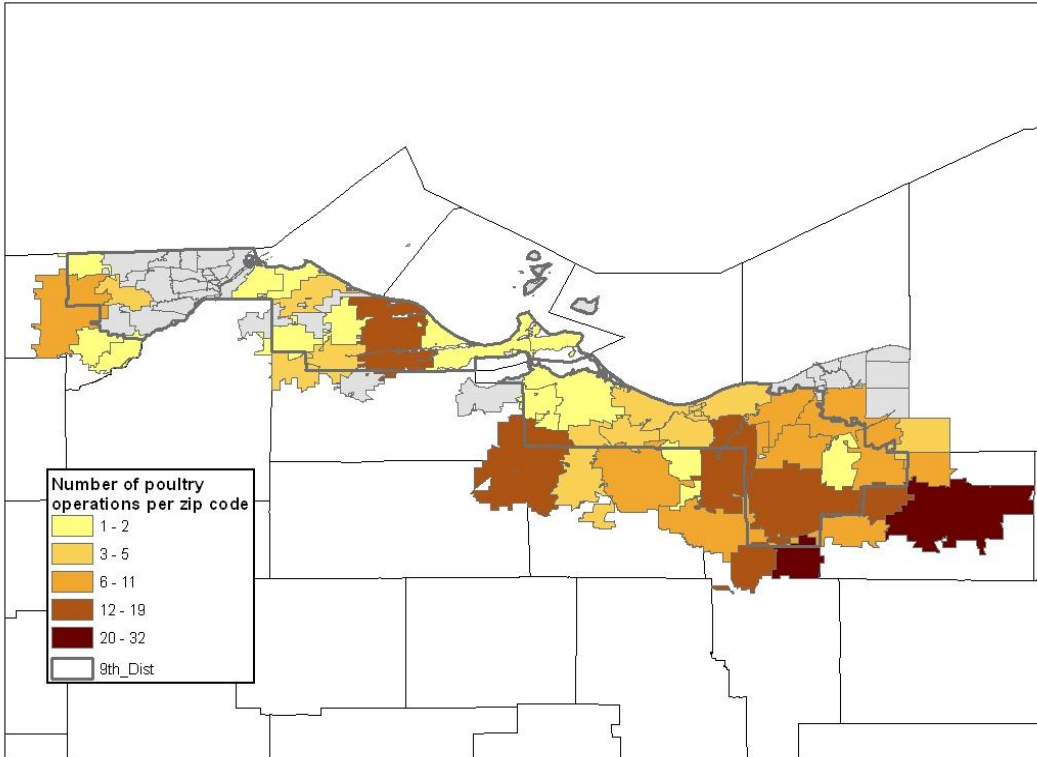 Number of poultry
operations per zip code
1 - 2
3 - 5
6 - 11
12 - 19
20 - 32
9th_Dist